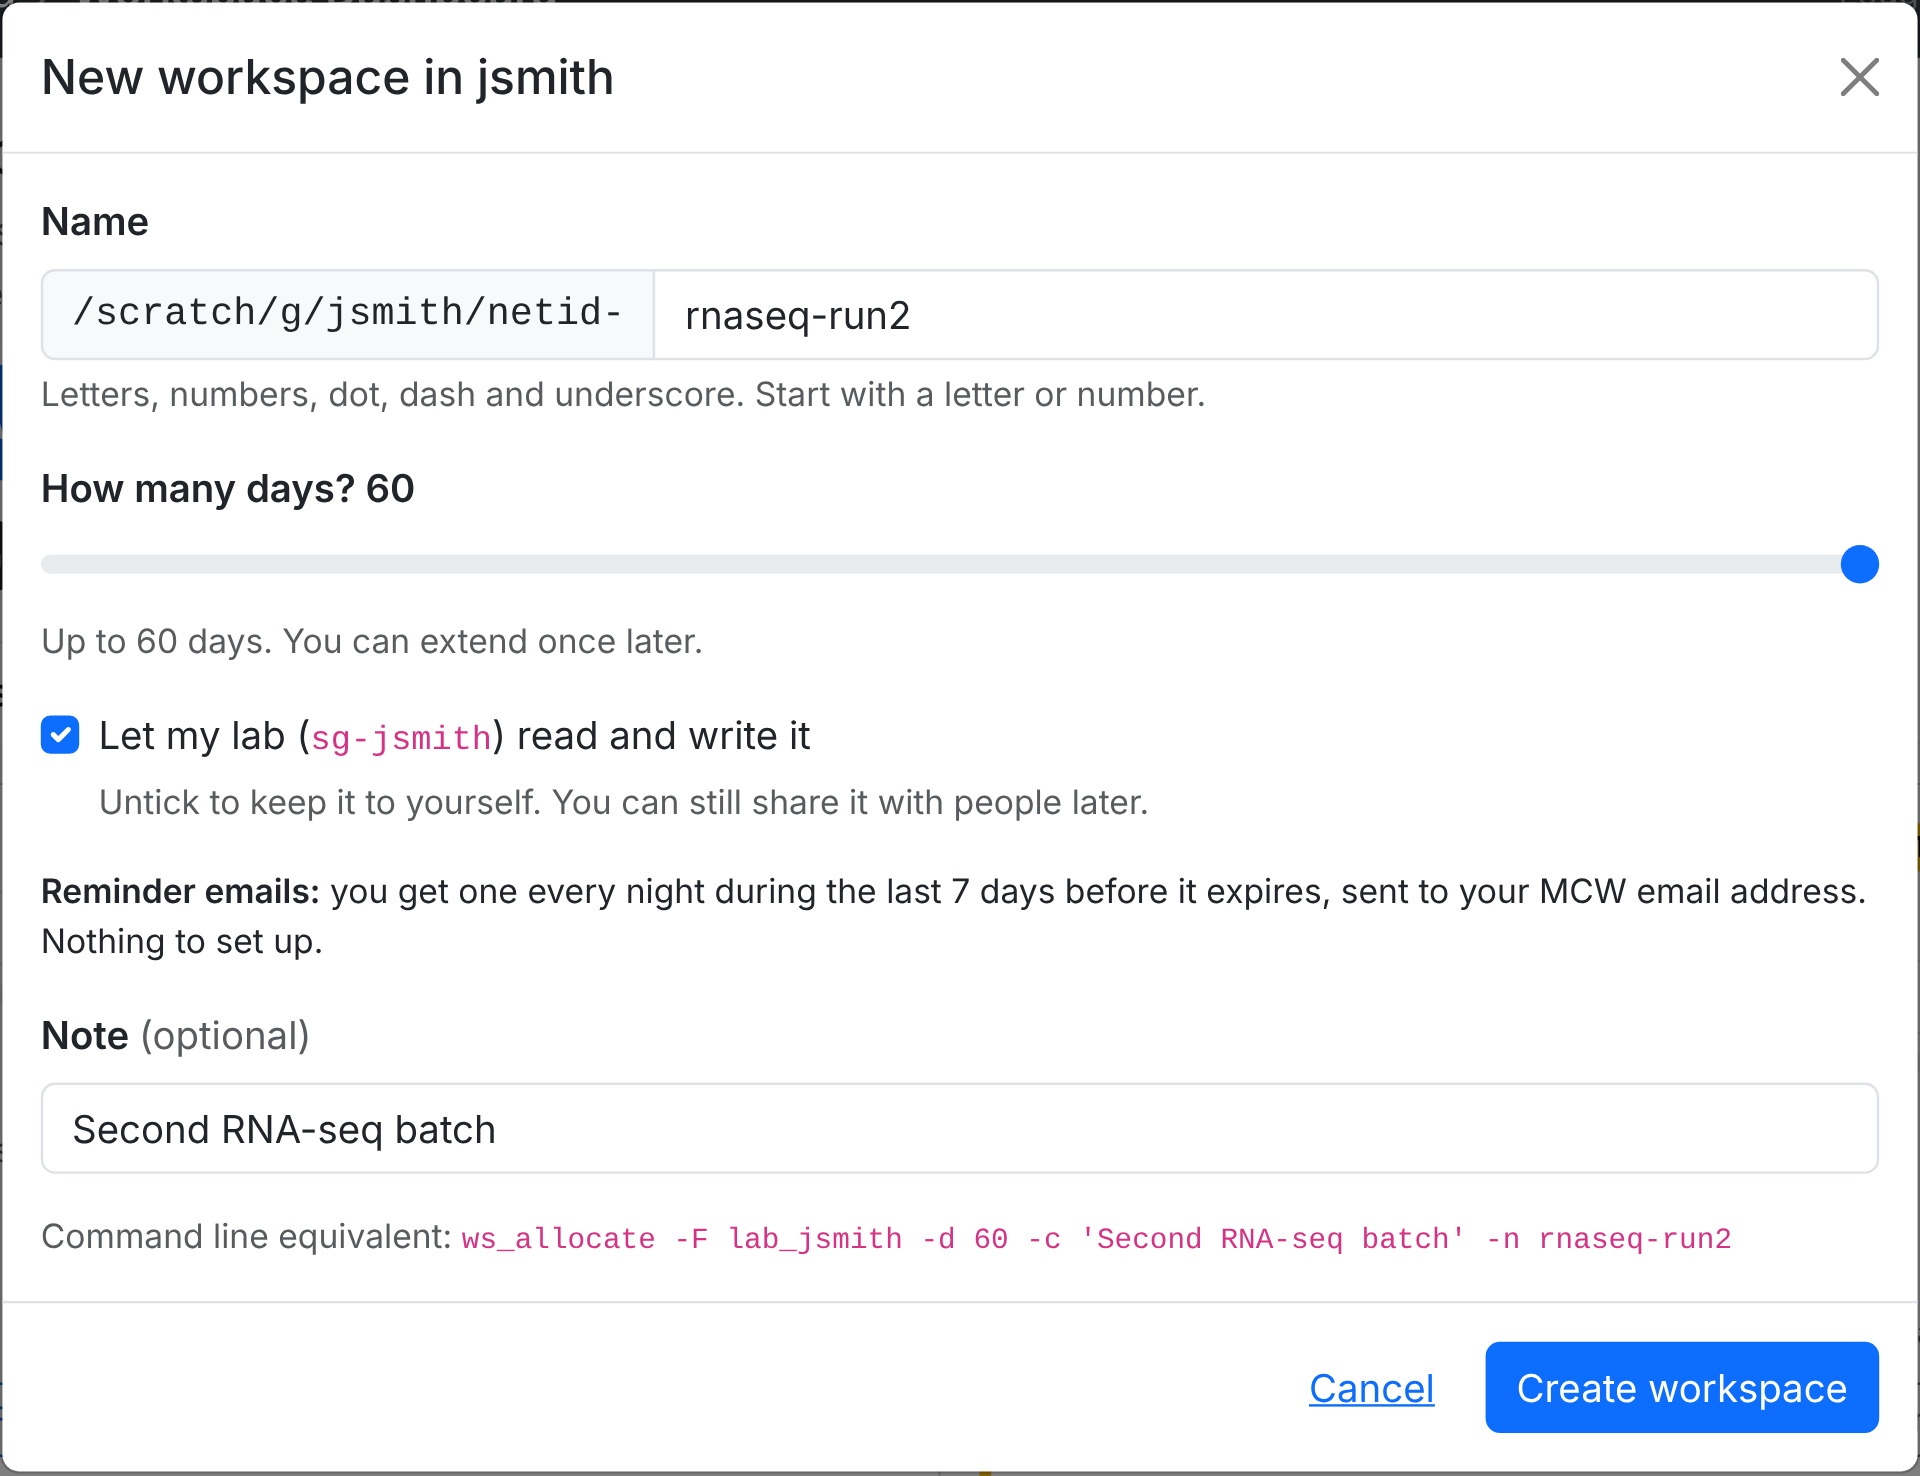 New workspace in jsmith
Name
/scratch/g/jsmith/netid- rnaseq-run2
Letters, numbers, dot, dash and underscore. Start with a letter or number.
How many days? 60
Up to 60 days. You can extend once later.
Let my lab (sg-jsmith) read and write it
Untick to keep it to yourself. You can still share it with people later.
Reminder emails: you get one every night during the last 7 days before it expires, sent to your MCW email address.
Nothing to set up.
Note (optional)
Second RNA-seq batch
Command line equivalent: ws_allocate -F lab_jsmith -d 60 -c 'Second RNA-seq batch' -n rnaseq-run2
Cancel Create workspace